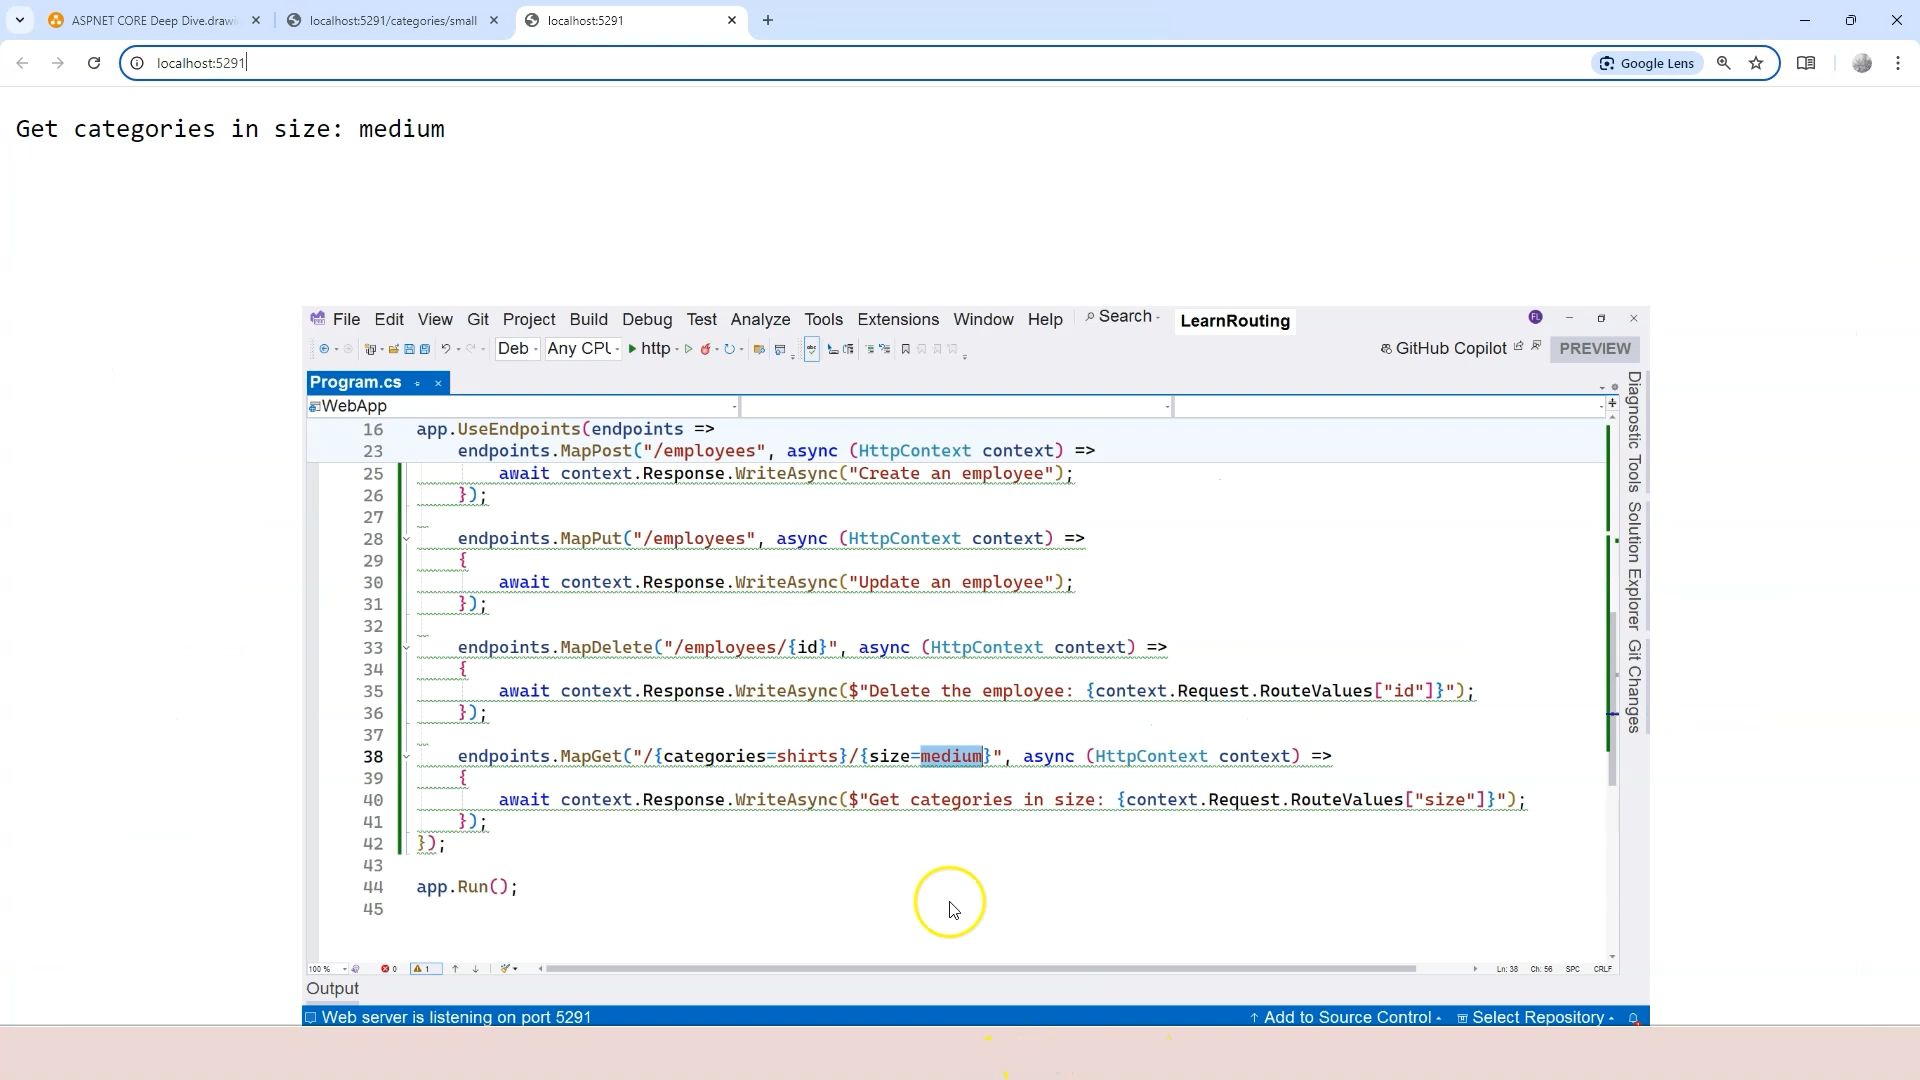 ASPNET CORE Deep Dive.drawi
localhost:5291/categories/small
localhost:5291
localhost:5291
Google Lens
Get categories in size: medium
File Edit View Git Project Build Debug Test Analyze Tools Extensions Window Help Search LearnRouting
FL
Deb Any CPU http
GitHub Copilot
PREVIEW
Program.cs
WebApp
16 app.UseEndpoints(endpoints =>
23 endpoints.MapPost("/employees", async (HttpContext context) =>
25 await context.Response.WriteAsync("Create an employee");
26 });
27
28 endpoints.MapPut("/employees", async (HttpContext context) =>
29 {
30 await context.Response.WriteAsync("Update an employee");
31 });
32
33 endpoints.MapDelete("/employees/{id}", async (HttpContext context) =>
34 {
35 await context.Response.WriteAsync($"Delete the employee: {context.Request.RouteValues["id"]}");
36 });
37
38 endpoints.MapGet("/{categories=shirts}/{size=medium}", async (HttpContext context) =>
39 {
40 await context.Response.WriteAsync($"Get categories in size: {context.Request.RouteValues["size"]}");
41 });
42 });
43
44 app.Run();
45
Diagnostic Tools
Solution Explorer
Git Changes
100 % 0 1 Ln: 38 Ch: 56 SPC CRLF
Output
Web server is listening on port 5291 Add to Source Control Select Repository